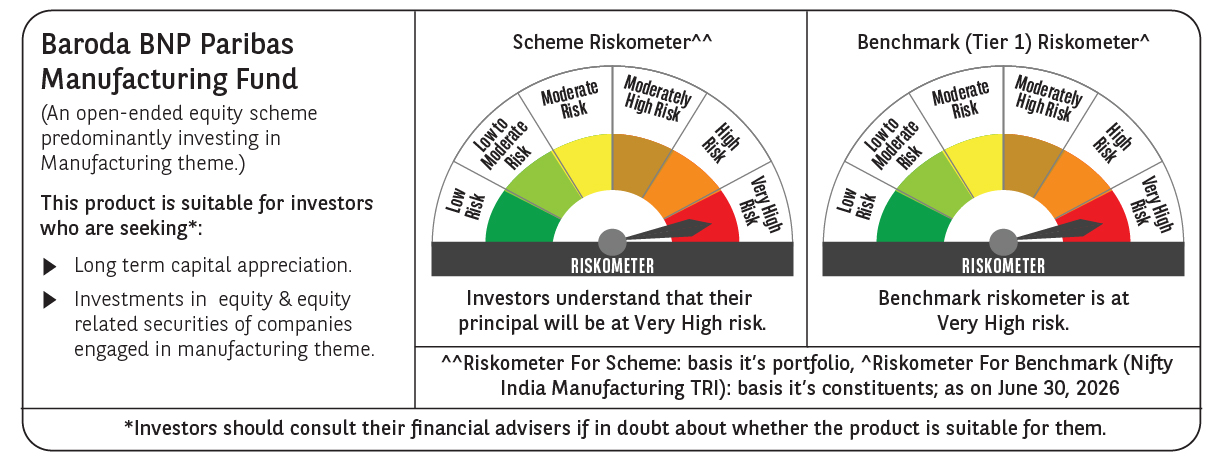 Baroda BNP Paribas
Manufacturing Fund
(An open-ended equity scheme
predominantly investing in
Manufacturing theme.)
This product is suitable for investors
who are seeking*:
Long term capital appreciation.
Investments in equity & equity
related securities of companies
engaged in manufacturing theme.
Scheme Riskometer^^
Low
Risk
Low to
Moderate
Risk
Moderate
Risk
Moderately
High Risk
High
Risk
Very High
Risk
RISKOMETER
Investors understand that their
principal will be at Very High risk.
Benchmark (Tier 1) Riskometer^
Low
Risk
Low to
Moderate
Risk
Moderate
Risk
Moderately
High Risk
High
Risk
Very High
Risk
RISKOMETER
Benchmark riskometer is at
Very High risk.
^^Riskometer For Scheme: basis it's portfolio, ^Riskometer For Benchmark (Nifty
India Manufacturing TRI): basis it's constituents; as on June 30, 2026
*Investors should consult their financial advisers if in doubt about whether the product is suitable for them.